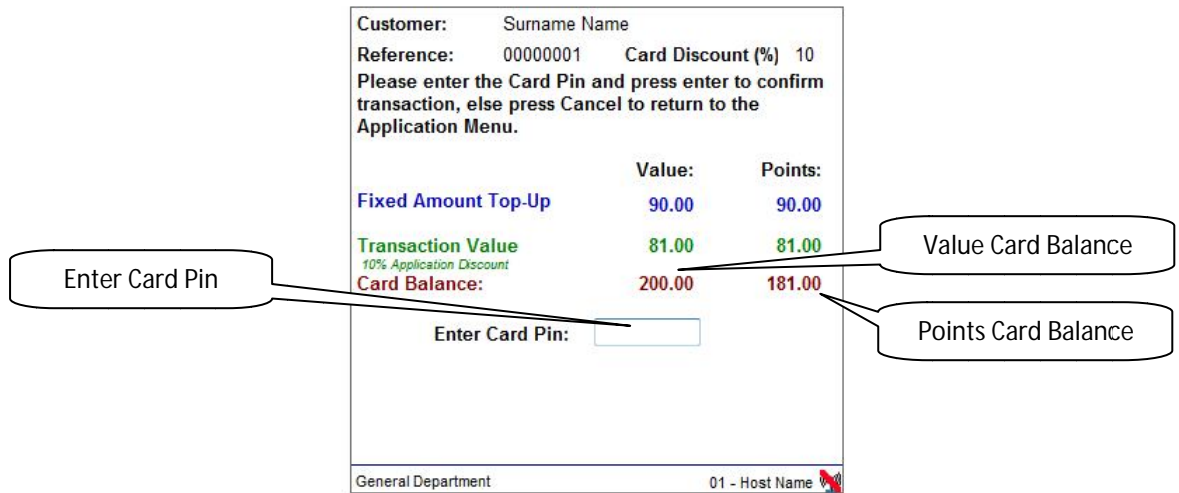 Customer: Surname Name
Reference: 00000001 Card Discount (%) 10
Please enter the Card Pin and press enter to confirm
transaction, else press Cancel to return to the
Application Menu.
Value: Points:
Fixed Amount Top-Up 90.00 90.00
Transaction Value 81.00 81.00
10% Application Discount
Card Balance: 200.00 181.00
Enter Card Pin:
General Department 01 - Host Name
Enter Card Pin
Value Card Balance
Points Card Balance